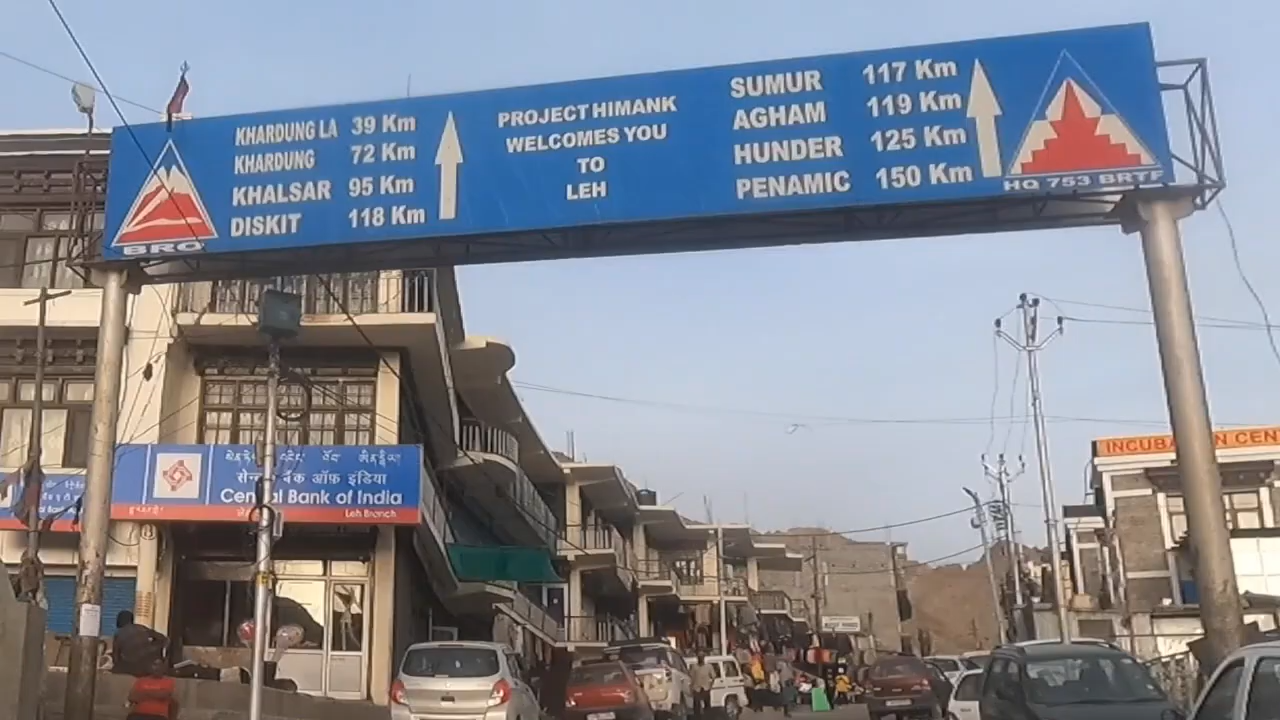 KHARDUNG LA 39 Km
KHARDUNG 72 Km
KHALSAR 95 Km
DISKIT 118 Km
BRO
PROJECT HIMANK
WELCOMES YOU
TO
LEH
SUMUR 117 Km
AGHAM 119 Km
HUNDER 125 Km
PENAMIC 150 Km
HQ 753 BRTF
बैंक ऑफ़ इंडिया
Central Bank of India
Leh Branch
INCUBA
CEN